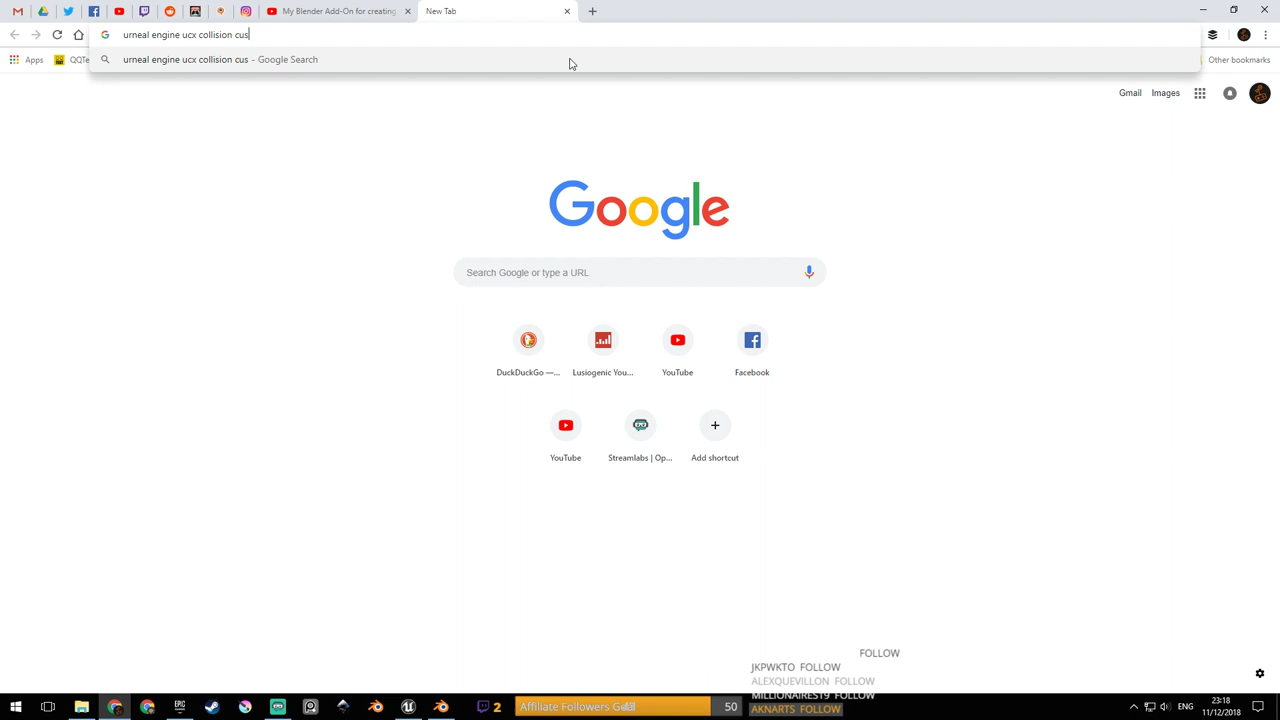 My Blender Add-On for creating
New Tab
urneal engine ucx collision cus
Apps
QQTe
urneal engine ucx collision cus - Google Search
Other bookmarks
Gmail
Images
Google
Search Google or type a URL
DuckDuckGo —...
Lusiogenic You...
YouTube
Facebook
YouTube
Streamlabs | Op...
Add shortcut
FOLLOW
JKPWKTO FOLLOW
ALEXQUEVILLON FOLLOW
MILLIONAIRES19 FOLLOW
AKNARTS FOLLOW
EPIC
2
Affiliate Followers Goal
50
ENG
23:18
11/12/2018